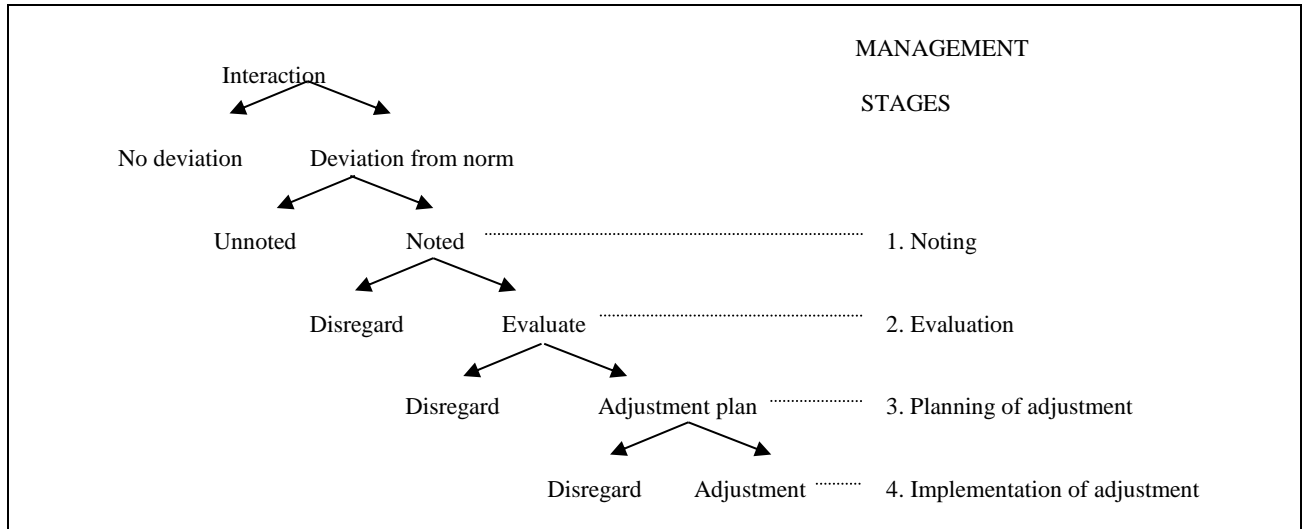 MANAGEMENT
Interaction
STAGES
No deviation Deviation from norm
Unnoted Noted 1. Noting
Disregard Evaluate 2. Evaluation
Disregard Adjustment plan 3. Planning of adjustment
Disregard Adjustment 4. Implementation of adjustment